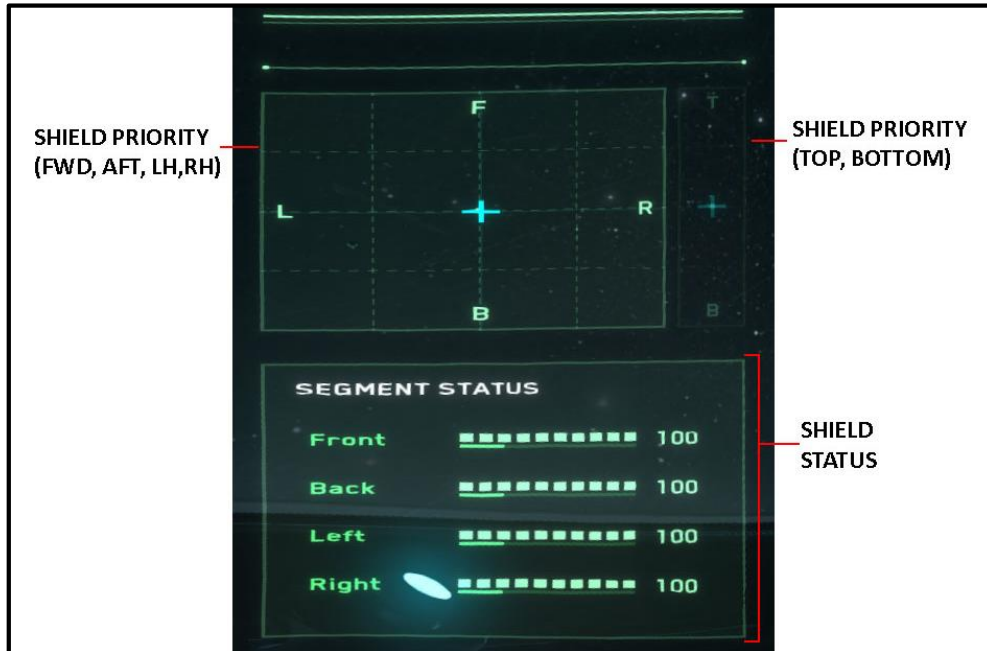 SHIELD PRIORITY
(FWD, AFT, LH,RH)
F
L
R
B
T
B
SHIELD PRIORITY
(TOP, BOTTOM)
SEGMENT STATUS
Front 100
Back 100
Left 100
Right 100
SHIELD
STATUS